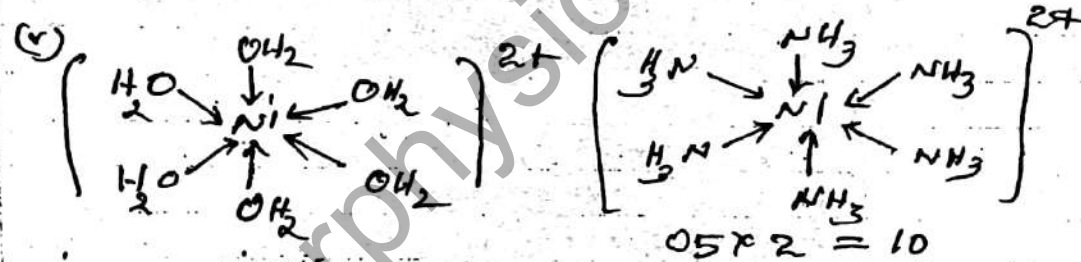 (v) [H2O OH2 OH2 Ni H2O OH2 OH2]2+ [H3N NH3 NH3 Ni H3N NH3 NH3]2+
05 × 2 = 10
rphysic